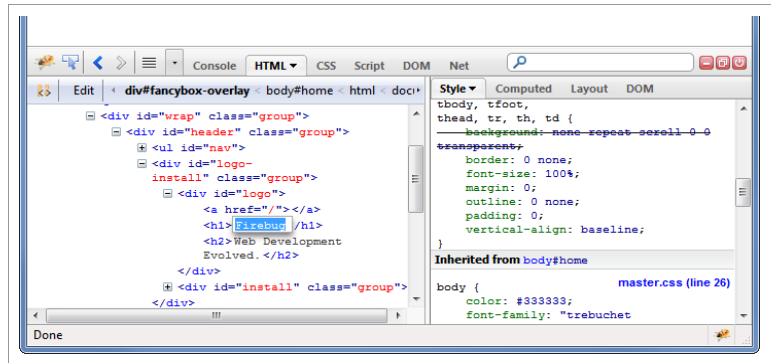 Console HTML CSS Script DOM Net
Edit div#fancybox-overlay < body#home < html < docu
<div id="wrap" class="group">
<div id="header" class="group">
<ul id="nav">
<div id="logo-
install" class="group">
<div id="logo">
<a href="/"></a>
<h1>Firebug</h1>
<h2>Web Development
Evolved.</h2>
</div>
<div id="install" class="group">
</div>
Style Computed Layout DOM
tbody, tfoot,
thead, tr, th, td {
background: none repeat scroll 0 0
transparent;
border: 0 none;
font-size: 100%;
margin: 0;
outline: 0 none;
padding: 0;
vertical-align: baseline;
}
Inherited from body#home
body { master.css (line 26)
color: #333333;
font-family: "trebuchet
Done